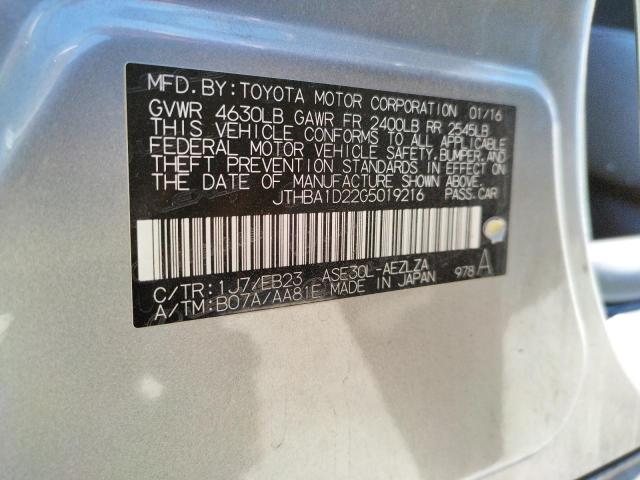 MFD.BY:TOYOTA MOTOR CORPORATION 01/16
GVWR 4630LB GAWR FR 2400LB RR 2545LB
THIS VEHICLE CONFORMS TO ALL APPLICABLE
FEDERAL MOTOR VEHICLE SAFETY,BUMPER,AND
THEFT PREVENTION STANDARDS IN EFFECT ON
THE DATE OF MANUFACTURE SHOWN ABOVE.
JTHBA1D22G5019216 PASS.CAR
C/TR:1J7/EB23 ASE30L-AEZLZA
A/TM:B07A/AA81E MADE IN JAPAN 978 A